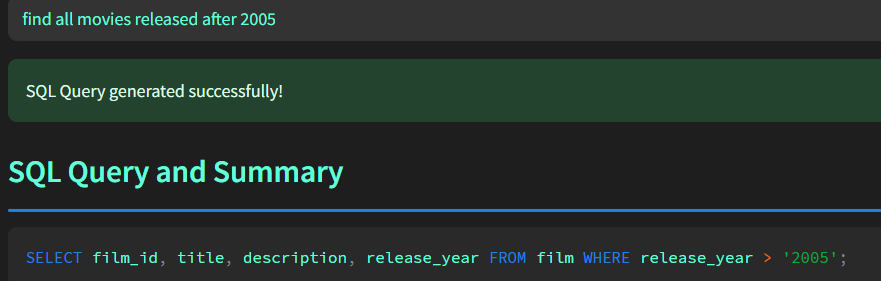 find all movies released after 2005
SQL Query generated successfully!
SQL Query and Summary
SELECT film_id, title, description, release_year FROM film WHERE release_year > '2005';